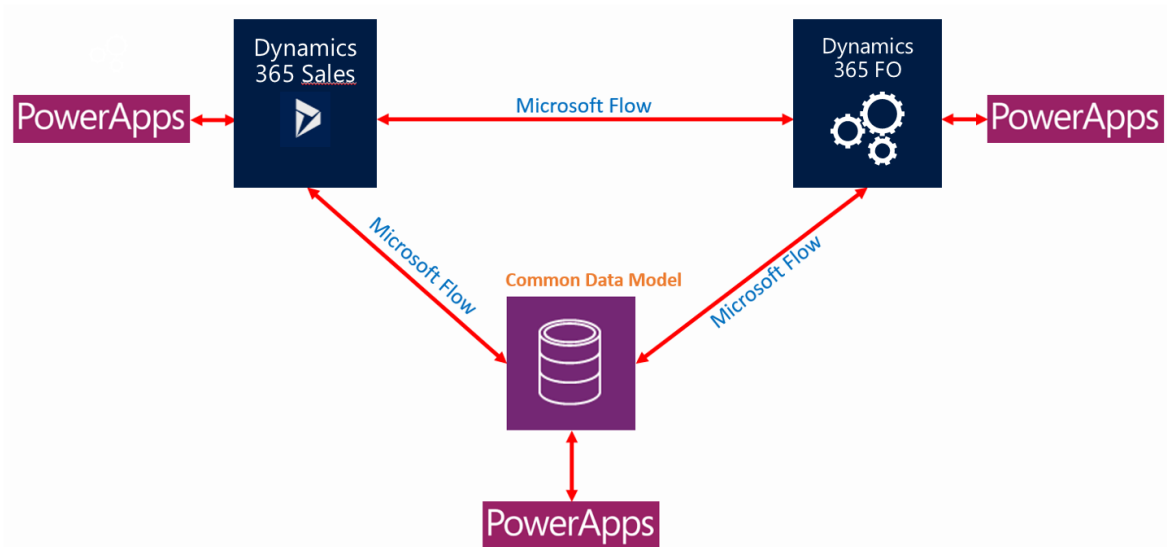 Dynamics
365 Sales
Dynamics
365 FO
PowerApps
Microsoft Flow
PowerApps
Microsoft Flow
Microsoft Flow
Common Data Model
PowerApps